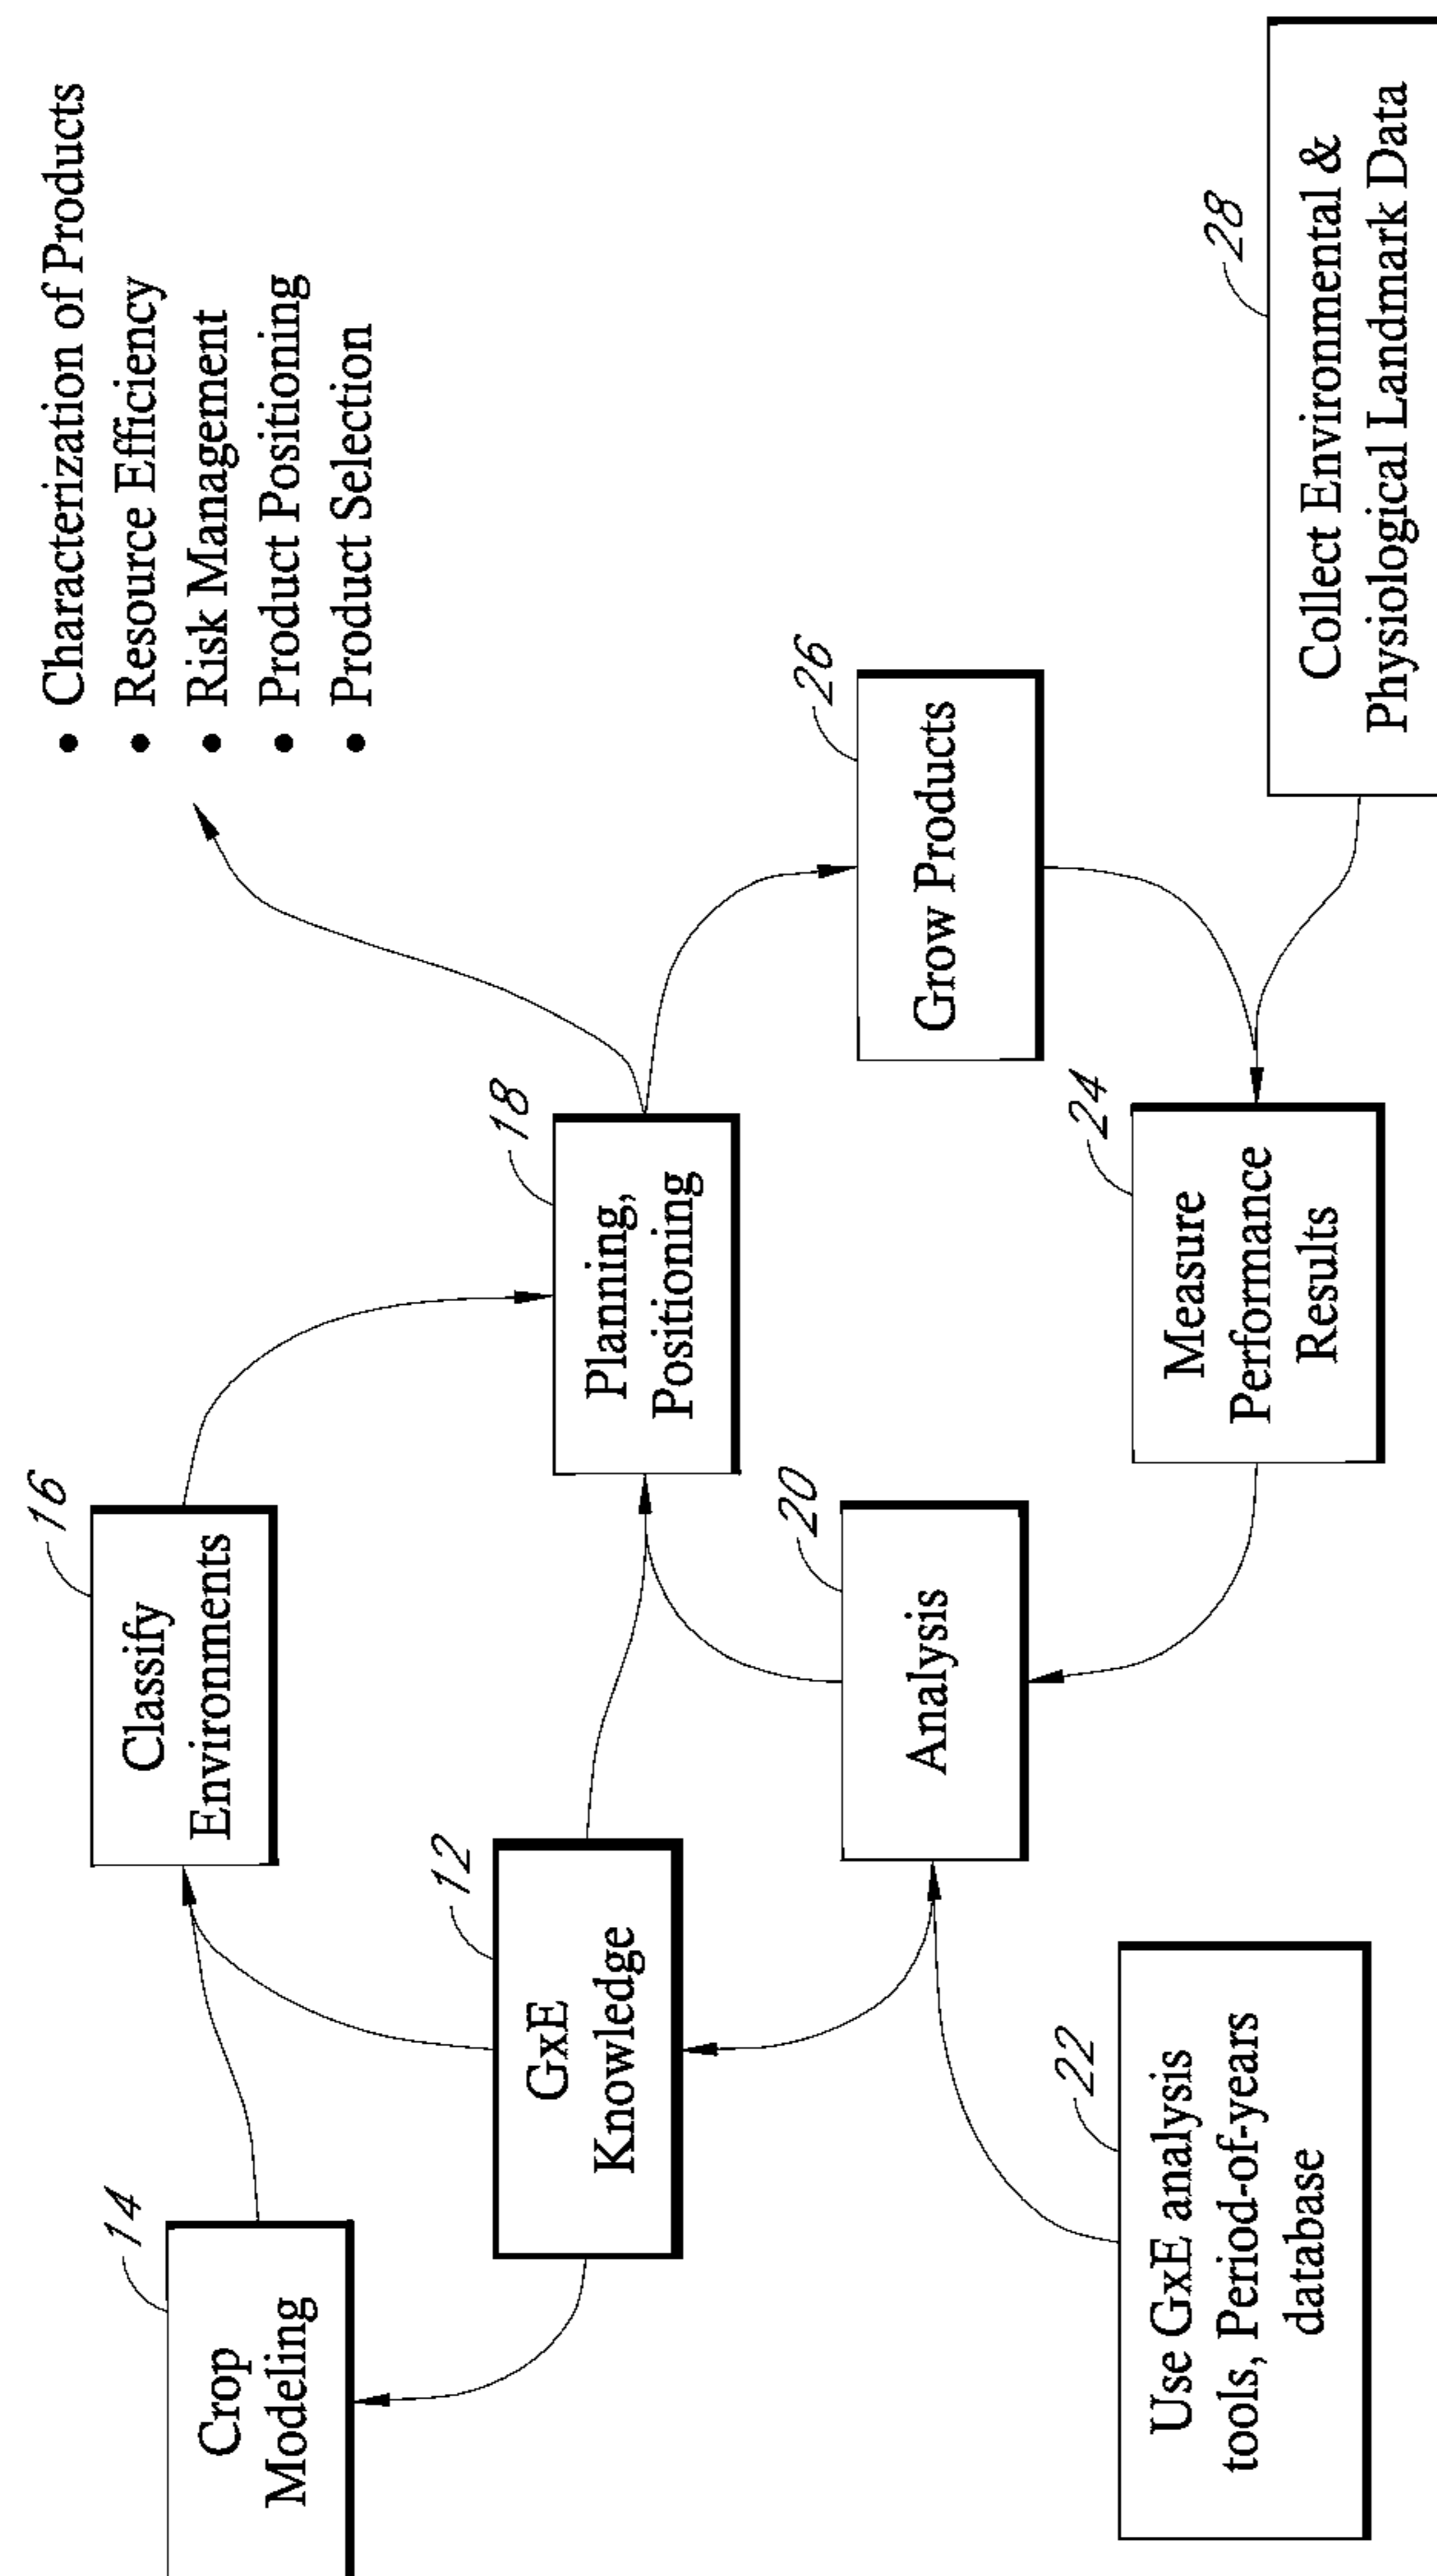 • Characterization of Products
• Resource Efficiency
• Risk Management
• Product Positioning
• Product Selection
16
Classify
Environments
14
Crop
Modeling
12
GxE
Knowledge
18
Planning,
Positioning
20
Analysis
26
Grow Products
22
Use GxE analysis
tools, Period-of-years
database
24
Measure
Performance
Results
28
Collect Environmental &
Physiological Landmark Data